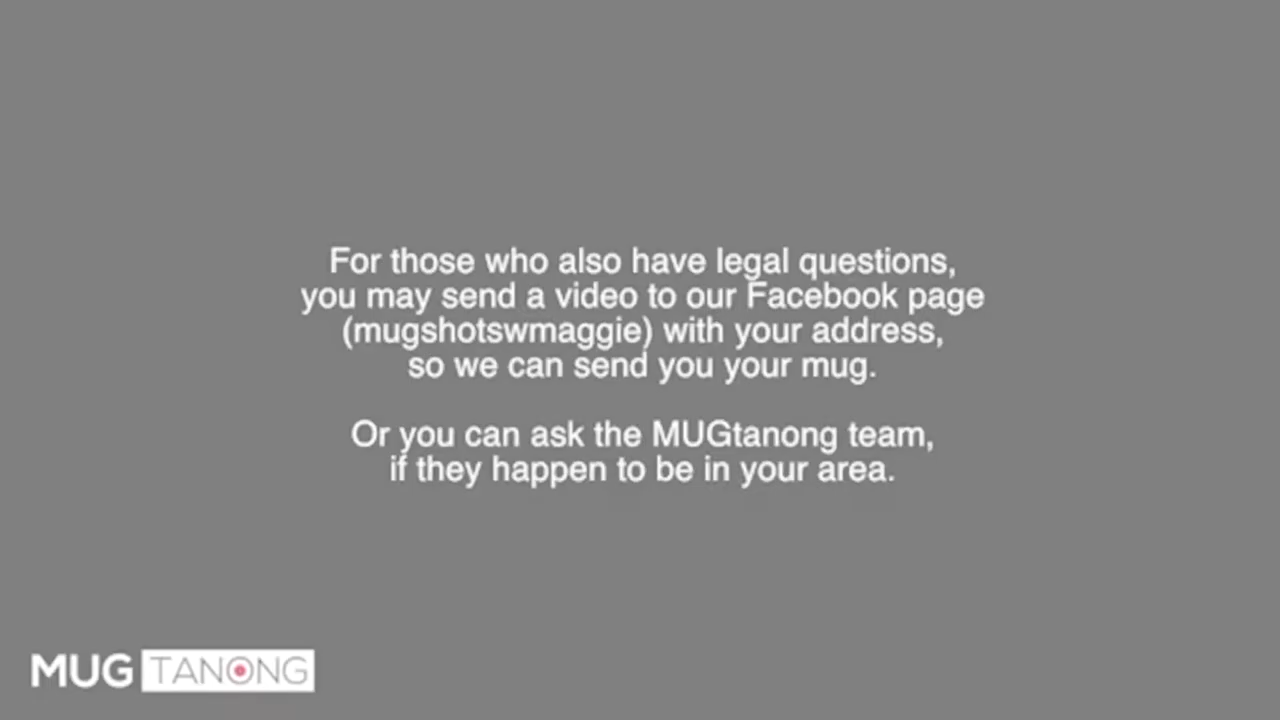 For those who also have legal questions,
you may send a video to our Facebook page
(mugshotswmaggie) with your address,
so we can send you your mug.
Or you can ask the MUGtanong team,
if they happen to be in your area.
MUG TANONG